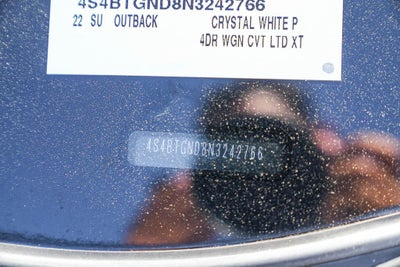 4S4BTGND8N3242766
22 SU OUTBACK CRYSTAL WHITE P
4DR WGN CVT LTD XT
4S4BTGND8N3242766